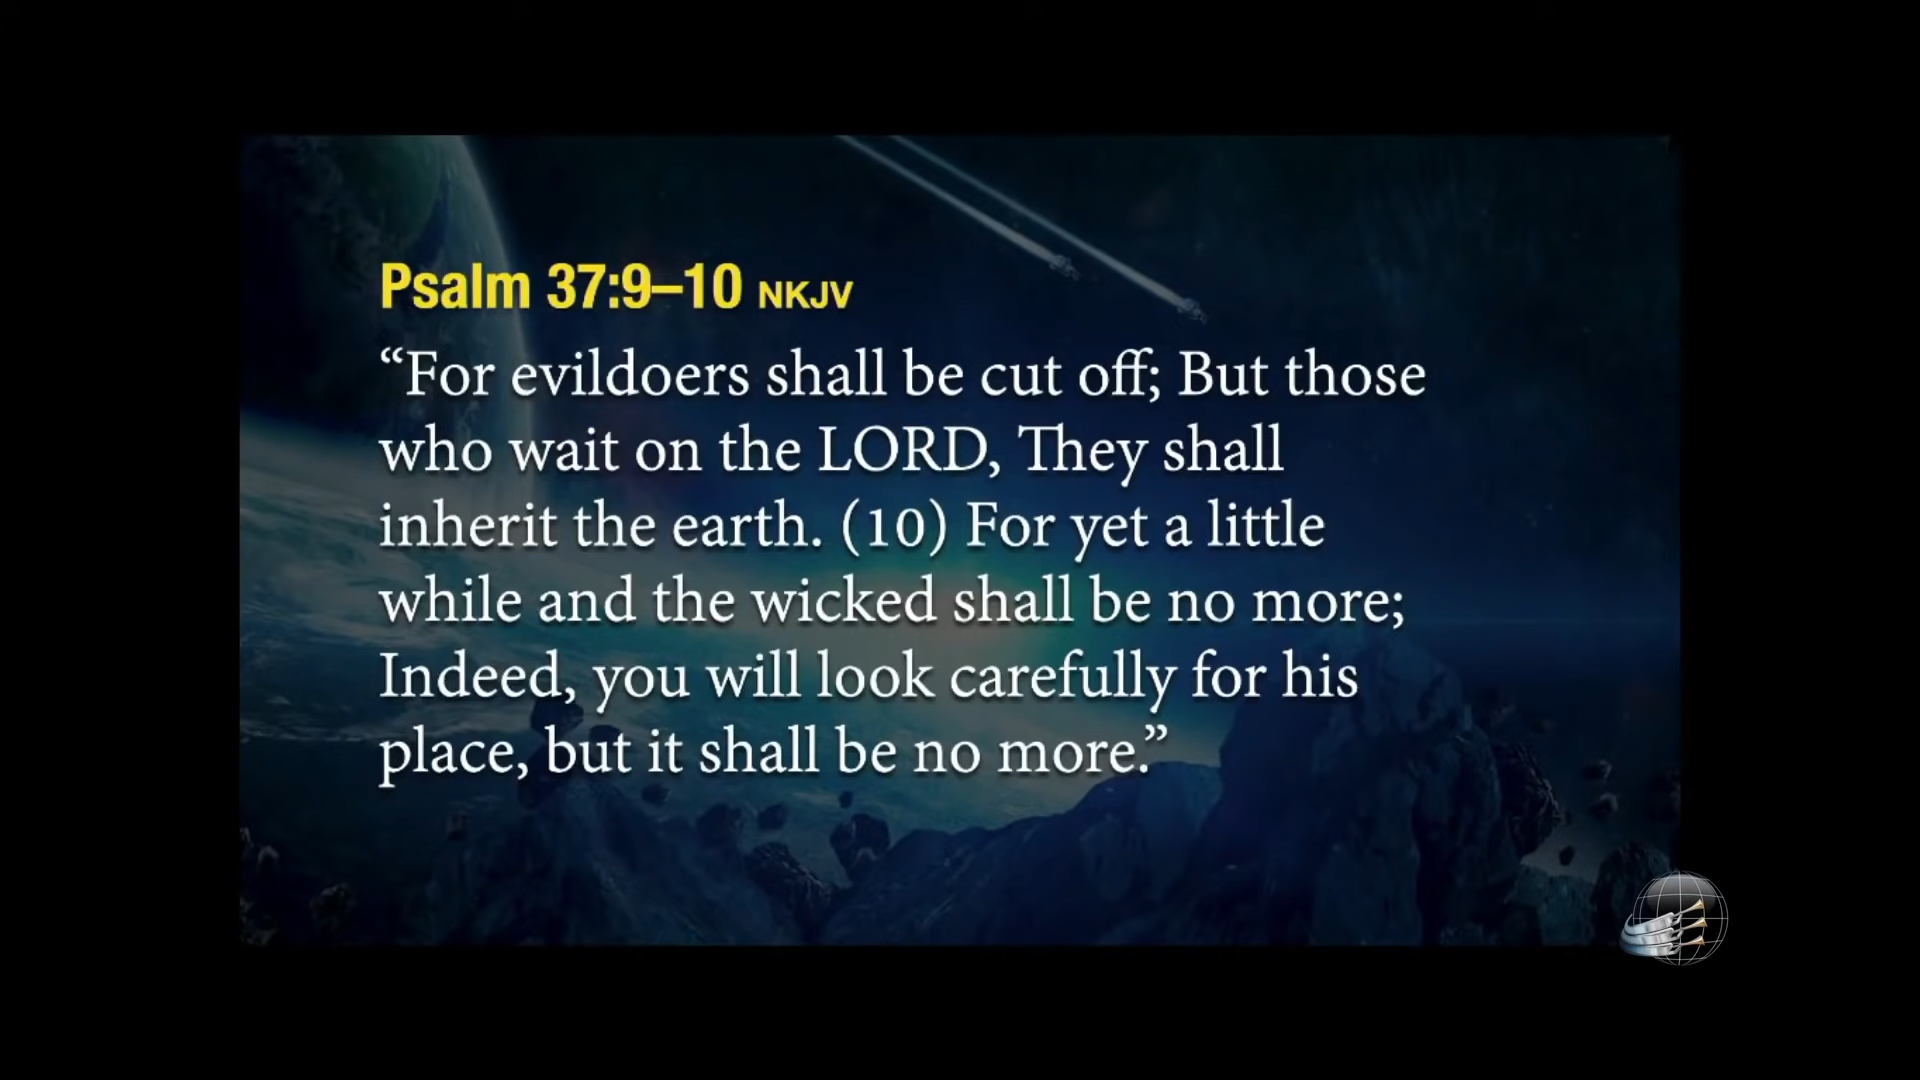 Psalm 37:9–10 NKJV
“For evildoers shall be cut off; But those
who wait on the LORD, They shall
inherit the earth. (10) For yet a little
while and the wicked shall be no more;
Indeed, you will look carefully for his
place, but it shall be no more.”